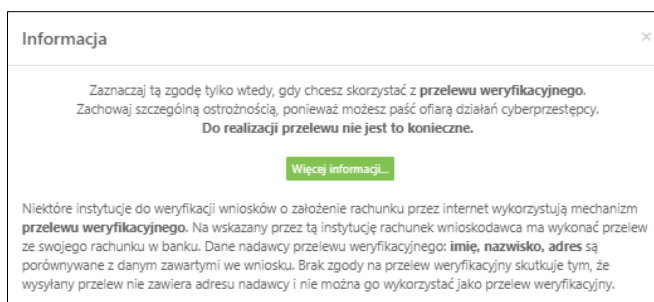 Informacja
×
Zaznaczaj tą zgodę tylko wtedy, gdy chcesz skorzystać z przelewu weryfikacyjnego.
Zachowaj szczególną ostrożność, ponieważ możesz paść ofiarą działań cyberprzestępcy.
Do realizacji przelewu nie jest to konieczne.
Więcej informacji...
Niektóre instytucje do weryfikacji wniosków o założenie rachunku przez internet wykorzystują mechanizm
przelewu weryfikacyjnego. Na wskazany przez tą instytucję rachunek wnioskodawca ma wykonać przelew
ze swojego rachunku w banku. Dane nadawcy przelewu weryfikacyjnego: imię, nazwisko, adres są
porównywane z danym zawartymi we wniosku. Brak zgody na przelew weryfikacyjny skutkuje tym, że
wysyłany przelew nie zawiera adresu nadawcy i nie można go wykorzystać jako przelew weryfikacyjny.